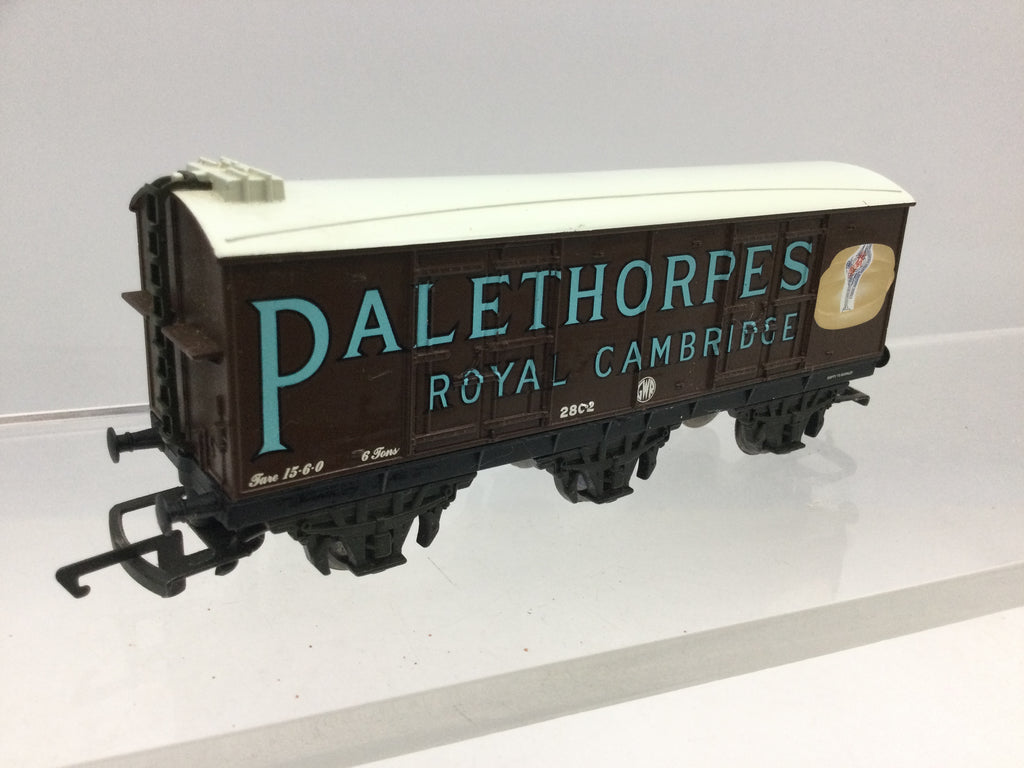 PALETHORPES
ROYAL CAMBRIDGE
2802
GWR
Tare 15-6-0
6 Tons